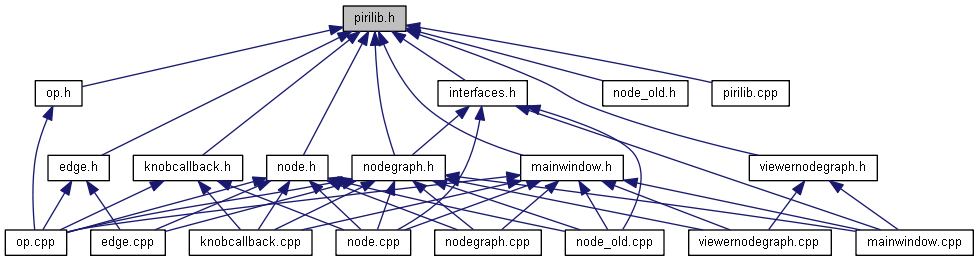 pirilib.h
op.h
interfaces.h
node_old.h
pirilib.cpp
edge.h
knobcallback.h
node.h
nodegraph.h
mainwindow.h
viewernodegraph.h
op.cpp
edge.cpp
knobcallback.cpp
node.cpp
nodegraph.cpp
node_old.cpp
viewernodegraph.cpp
mainwindow.cpp